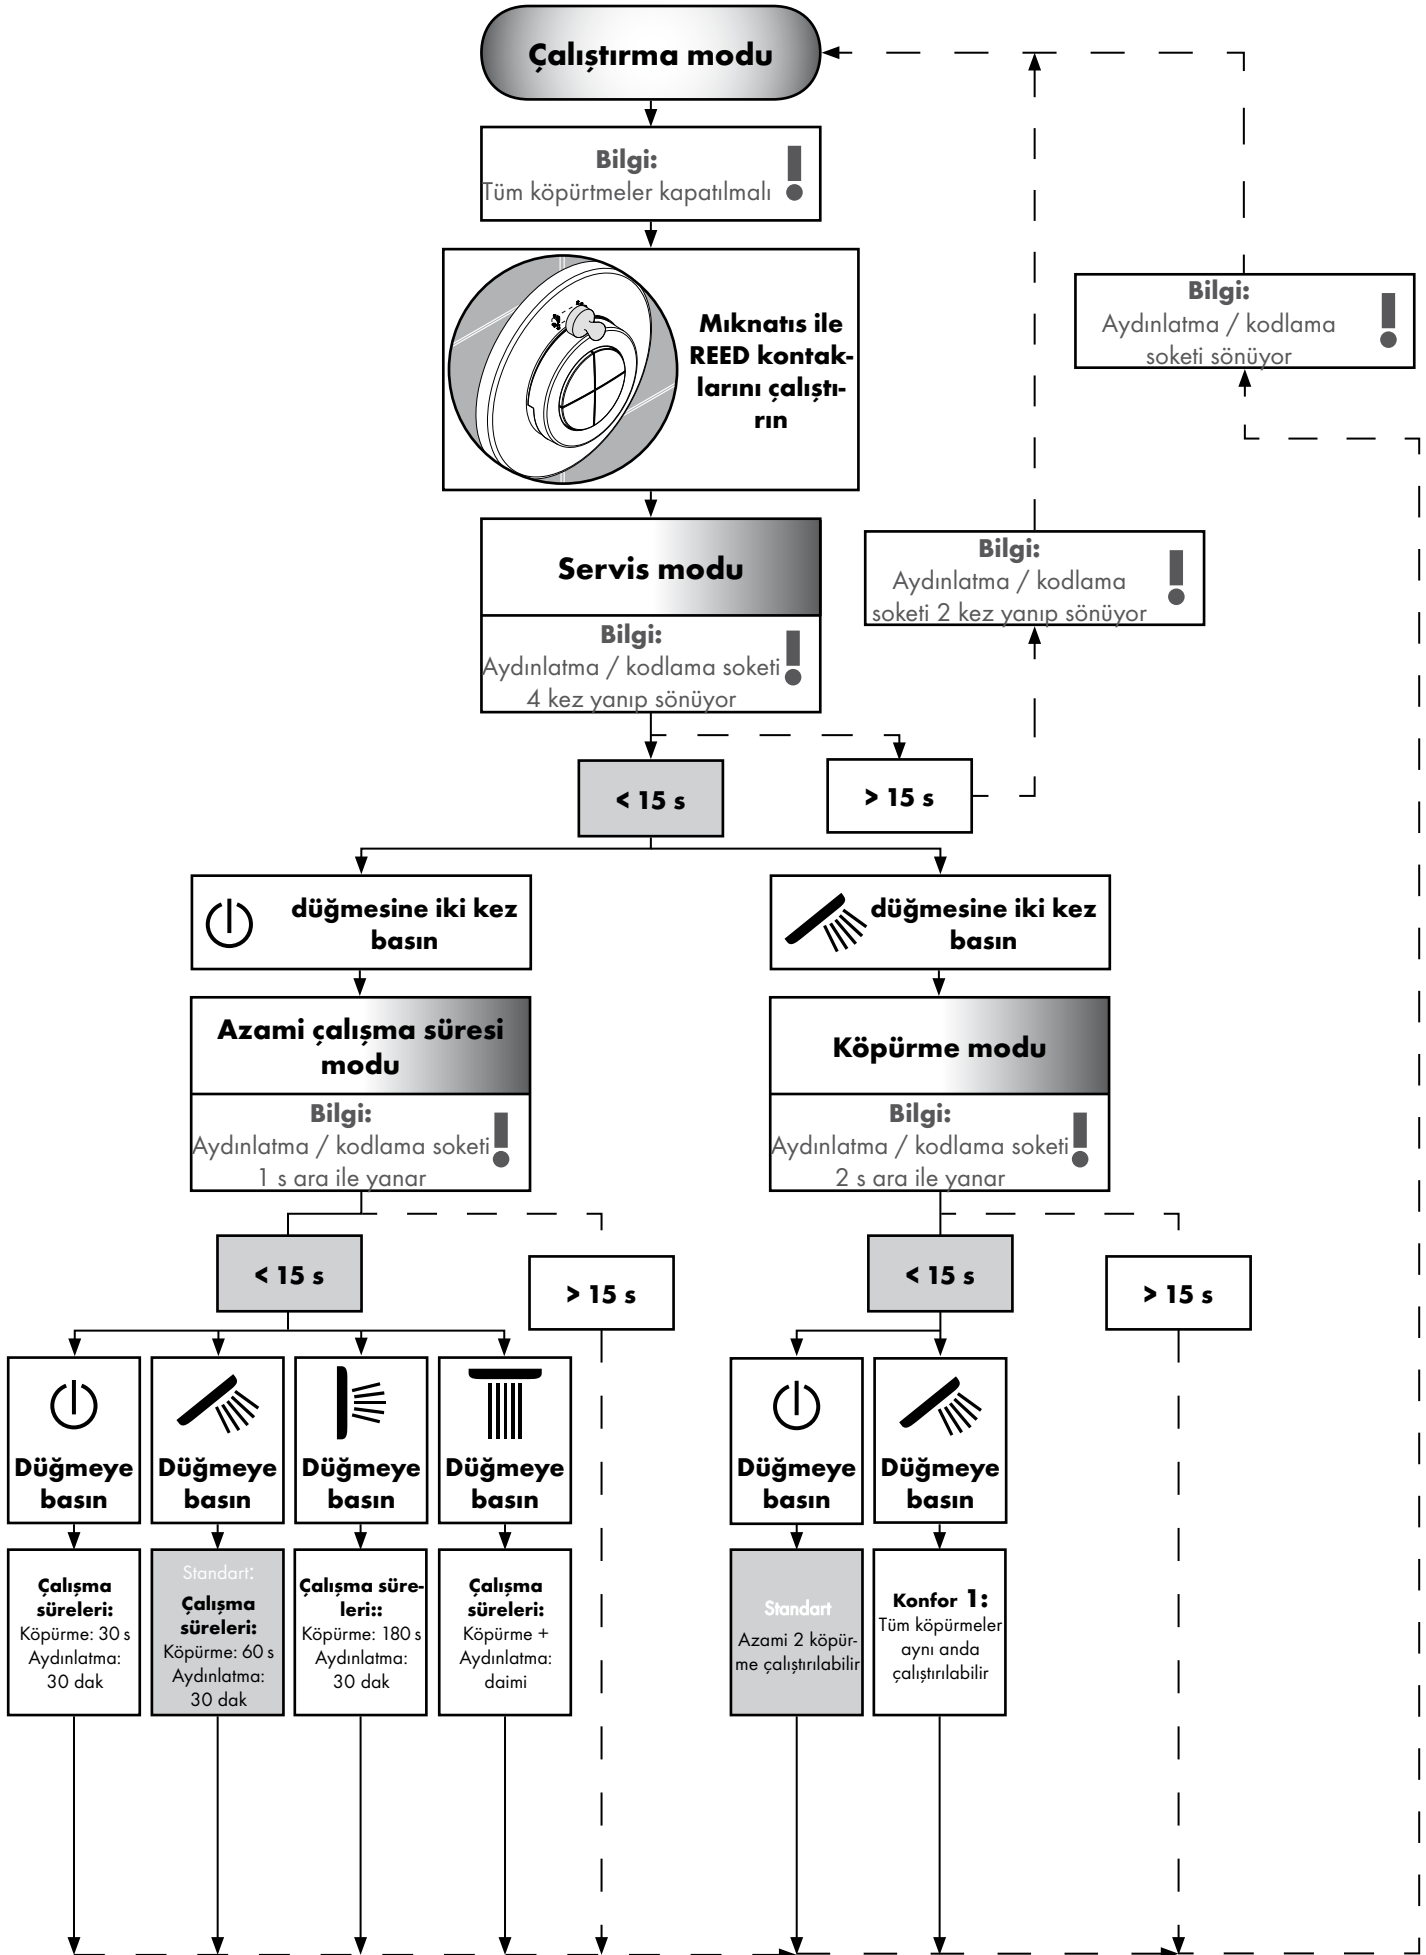 Çalıştırma modu
Bilgi:
Tüm köpürtmeler kapatılmalı
Mıknatıs ile
REED kontak-
larını çalıştı-
rın
Bilgi:
Aydınlatma / kodlama
soketi sönüyor
Servis modu
Bilgi:
Aydınlatma / kodlama soketi
4 kez yanıp sönüyor
Bilgi:
Aydınlatma / kodlama
soketi 2 kez yanıp sönüyor
< 15 s
> 15 s
düğmesine iki kez
basın
düğmesine iki kez
basın
Azami çalışma süresi
modu
Bilgi:
Aydınlatma / kodlama soketi
1 s ara ile yanar
Köpürme modu
Bilgi:
Aydınlatma / kodlama soketi
2 s ara ile yanar
< 15 s
> 15 s
< 15 s
> 15 s
Düğmeye
basın
Düğmeye
basın
Düğmeye
basın
Düğmeye
basın
Düğmeye
basın
Düğmeye
basın
Çalışma
süreleri:
Köpürme: 30 s
Aydınlatma:
30 dak
Standart:
Çalışma
süreleri:
Köpürme: 60 s
Aydınlatma:
30 dak
Çalışma süre-
leri::
Köpürme: 180 s
Aydınlatma:
30 dak
Çalışma
süreleri:
Köpürme +
Aydınlatma:
daimi
Standart
Azami 2 köpür-
me çalıştırılabilir
Konfor 1:
Tüm köpürmeler
aynı anda
çalıştırılabilir